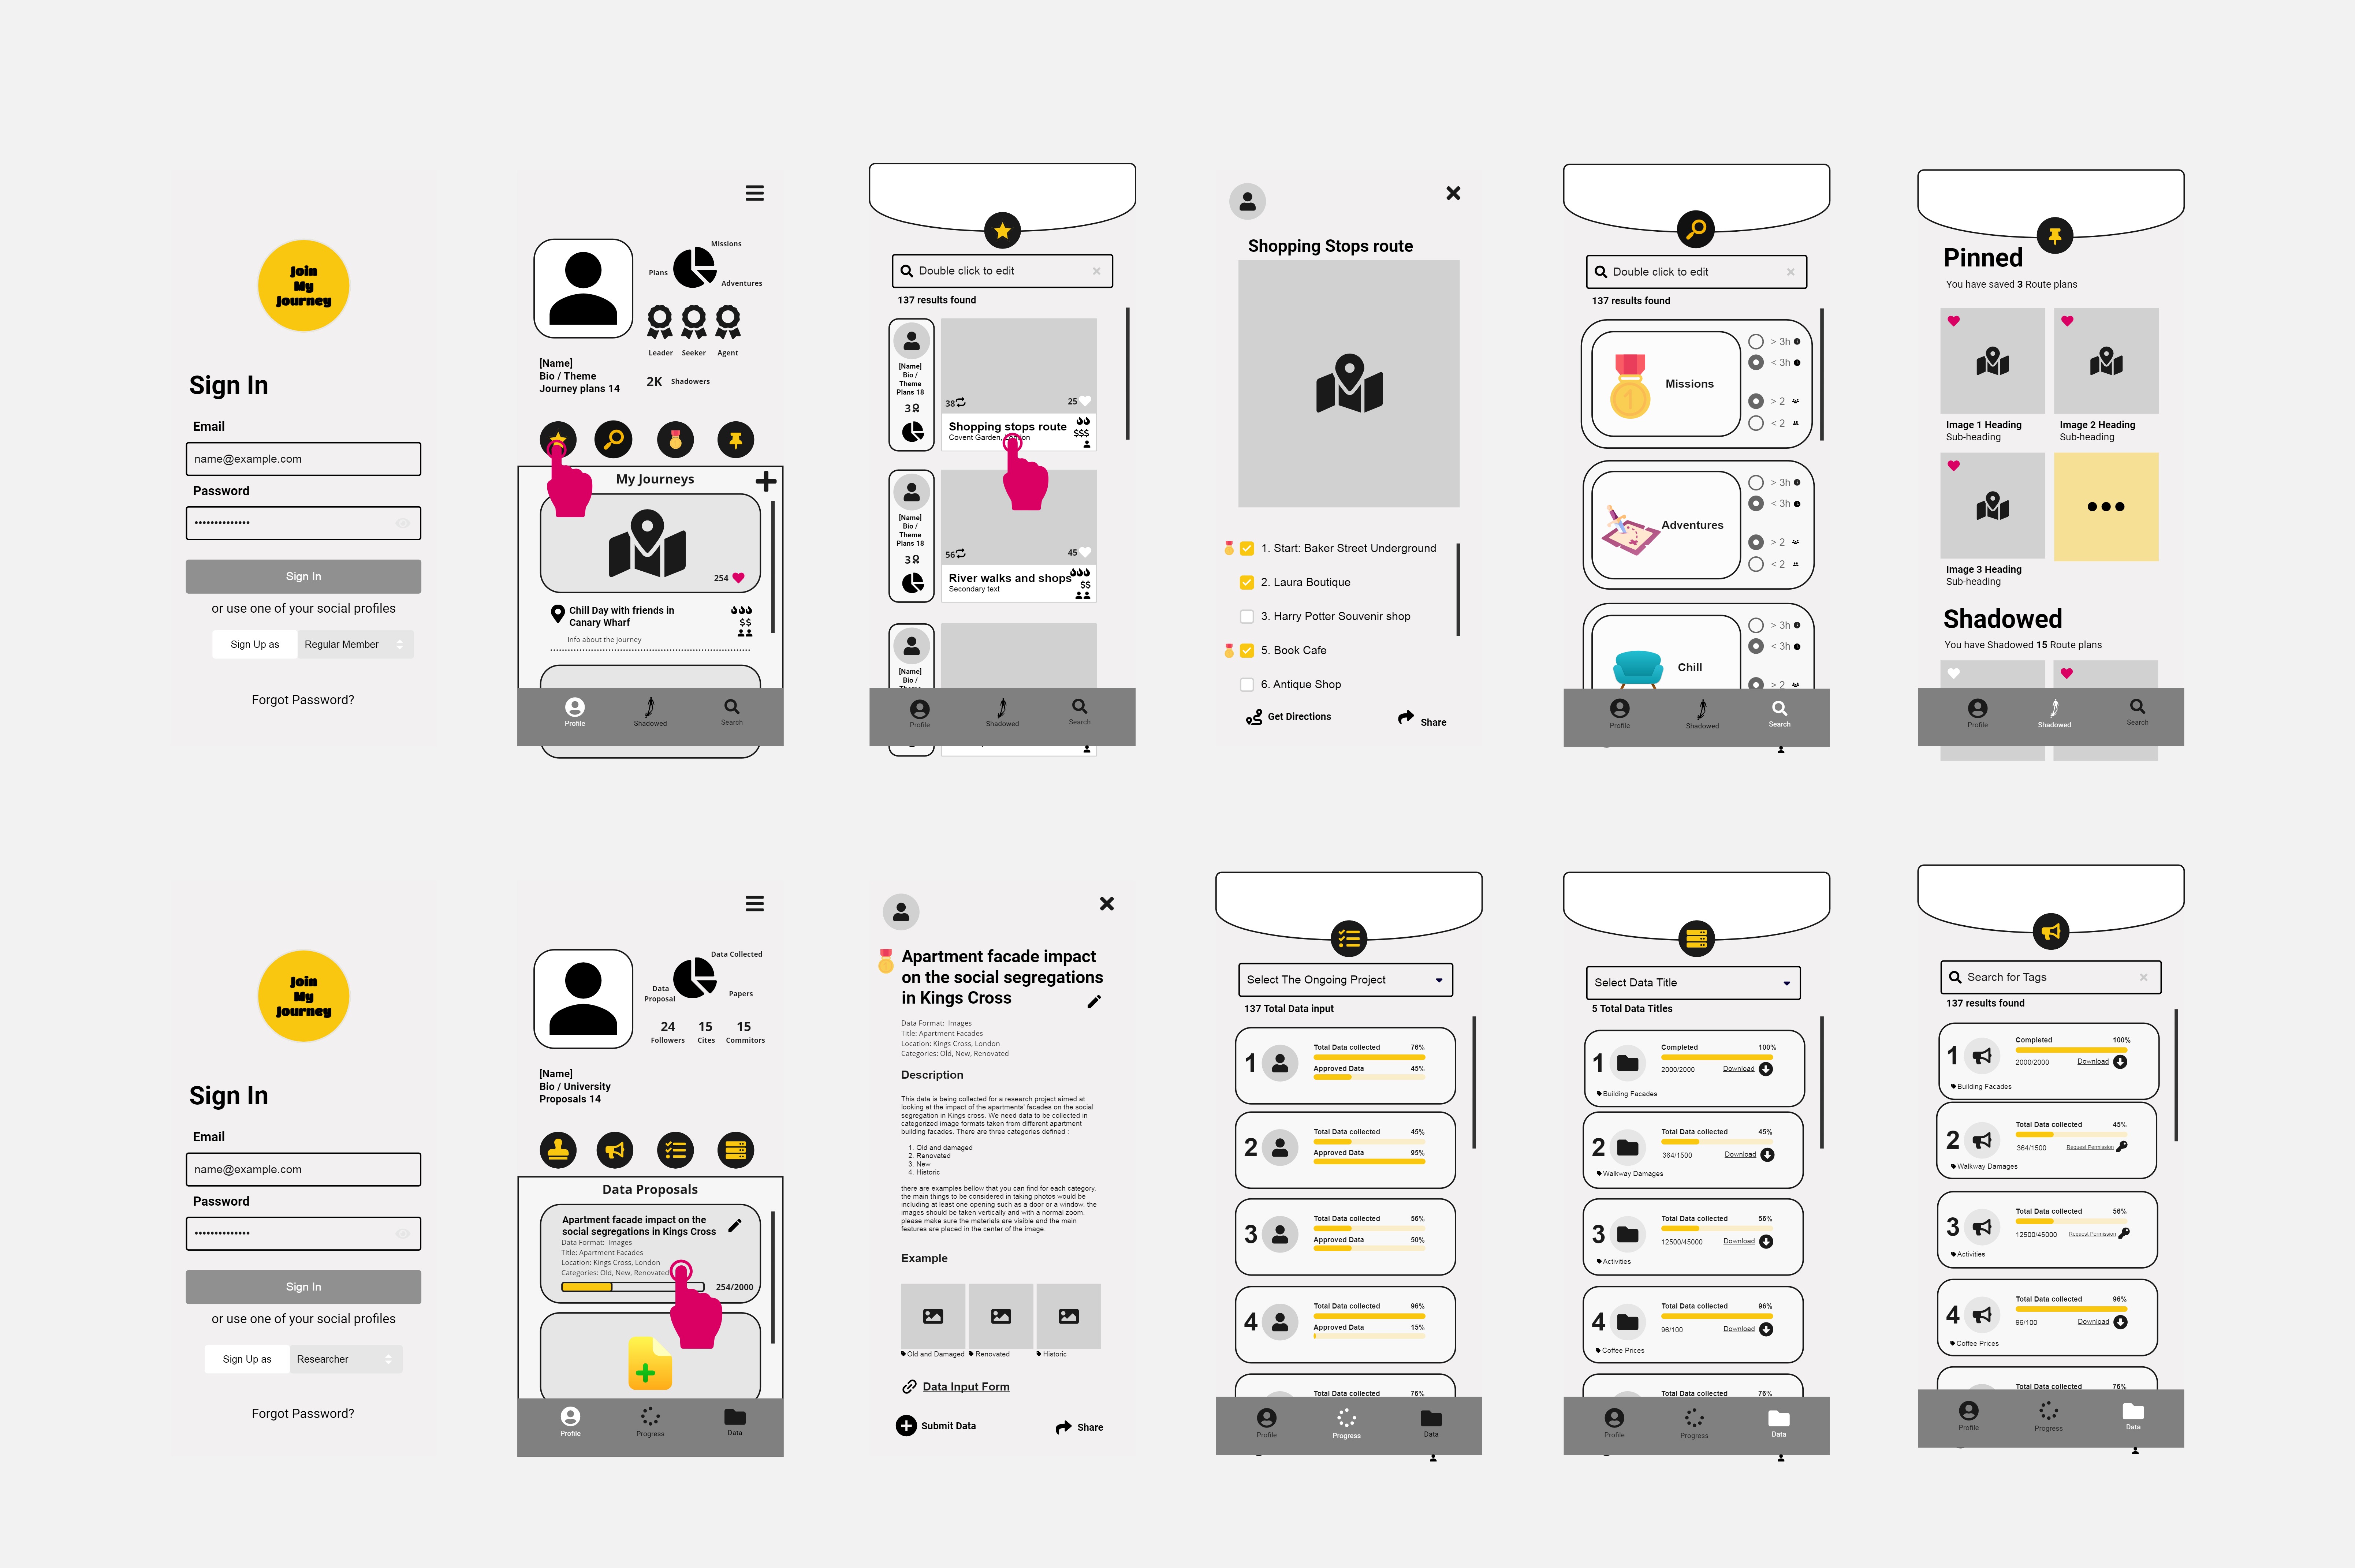 Join
My
Journey
Sign In
Email
name@example.com
Password
••••••••••••••
Sign In
or use one of your social profiles
Sign Up as
Regular Member
Forgot Password?
Missions
Plans
Adventures
Leader
Seeker
Agent
[Name]
Bio / Theme
Journey plans 14
2K Shadowers
My Journeys
254
Chill Day with friends in
Canary Wharf
$$
Info about the journey
Profile
Shadowed
Search
Double click to edit
137 results found
[Name]
Bio /
Theme
Plans 18
3
38
25
Shopping stops route
Covent Garden,
$$$
[Name]
Bio /
Theme
Plans 18
3
56
45
River walks and shops
Secondary text
$$
[Name]
Bio /
Profile
Shadowed
Search
Shopping Stops route
1. Start: Baker Street Underground
2. Laura Boutique
3. Harry Potter Souvenir shop
5. Book Cafe
6. Antique Shop
Get Directions
Share
Double click to edit
137 results found
1
Missions
> 3h
< 3h
> 2
< 2
Adventures
> 3h
< 3h
> 2
< 2
Chill
> 3h
< 3h
> 2
Profile
Shadowed
Search
Pinned
You have saved 3 Route plans
Image 1 Heading
Sub-heading
Image 2 Heading
Sub-heading
Image 3 Heading
Sub-heading
Shadowed
You have Shadowed 15 Route plans
Profile
Shadowed
Search
Join
My
Journey
Sign In
Email
name@example.com
Password
••••••••••••••
Sign In
or use one of your social profiles
Sign Up as
Researcher
Forgot Password?
Data Collected
Data
Proposal
Papers
24
Followers
15
Cites
15
Commitors
[Name]
Bio / University
Proposals 14
Data Proposals
Apartment facade impact on the
social segregations in Kings Cross
Data Format: Images
Title: Apartment Facades
Location: Kings Cross, London
Categories: Old, New, Renovated
254/2000
Profile
Progress
Data
Apartment facade impact
on the social segregations
in Kings Cross
Data Format: Images
Title: Apartment Facades
Location: Kings Cross, London
Categories: Old, New, Renovated
Description
This data is being collected for a research project aimed at
looking at the impact of the apartments' facades on the social
segregation in Kings cross. We need data to be collected in
categorized image formats taken from different apartment
building facades. There are three categories defined :
1. Old and damaged
2. Renovated
3. New
4. Historic
there are examples bellow that you can find for each category.
the main things to be considered in taking photos would be
including at least one opening such as a door or a window. the
images should be taken vertically and with a normal zoom.
please make sure the materials are visible and the main
features are placed in the center of the image.
Example
Old and Damaged
Renovated
Historic
Data Input Form
Submit Data
Share
Select The Ongoing Project
137 Total Data input
1
Total Data collected 76%
Approved Data 45%
2
Total Data collected 45%
Approved Data 95%
3
Total Data collected 56%
Approved Data 50%
4
Total Data collected 96%
Approved Data 15%
Total Data collected 76%
Profile
Progress
Data
Select Data Title
5 Total Data Titles
1
Completed 100%
2000/2000 Download
Building Facades
2
Total Data collected 45%
364/1500 Download
Walkway Damages
3
Total Data collected 56%
12500/45000 Download
Activities
4
Total Data collected 96%
96/100 Download
Coffee Prices
Total Data collected 76%
Profile
Progress
Data
Search for Tags
137 results found
1
Completed 100%
2000/2000 Download
Building Facades
2
Total Data collected 45%
364/1500 Request Permission
Walkway Damages
3
Total Data collected 56%
12500/45000 Request Permission
Activities
4
Total Data collected 96%
96/100 Download
Coffee Prices
Total Data collected 76%
Profile
Progress
Data